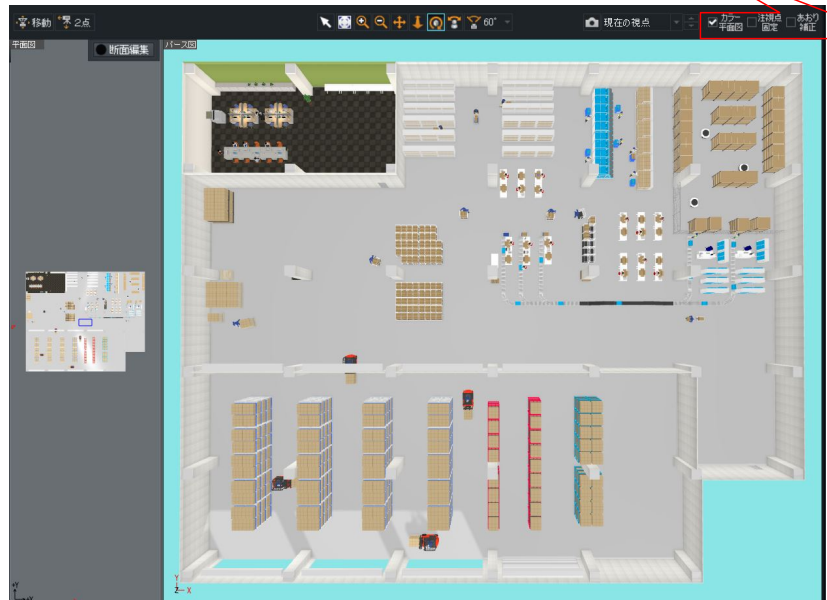 移動 2点 60° 現在の視点 カラー平面図 注視点固定 あおり補正
平面図 断面編集 パース図
Y
Z X
+Y
+X